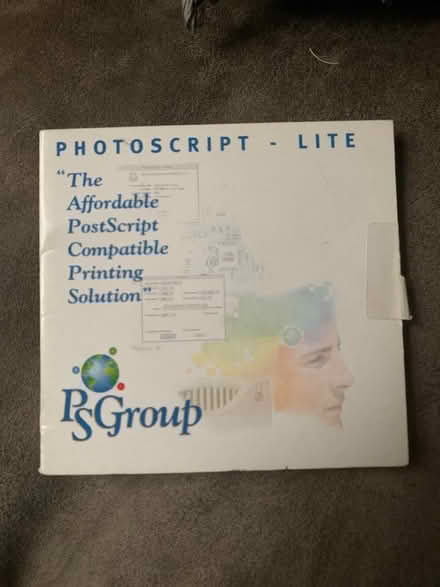 PHOTOSCRIPT - LITE
“The
Affordable
PostScript
Compatible
Printing
Solution”
PSGroup